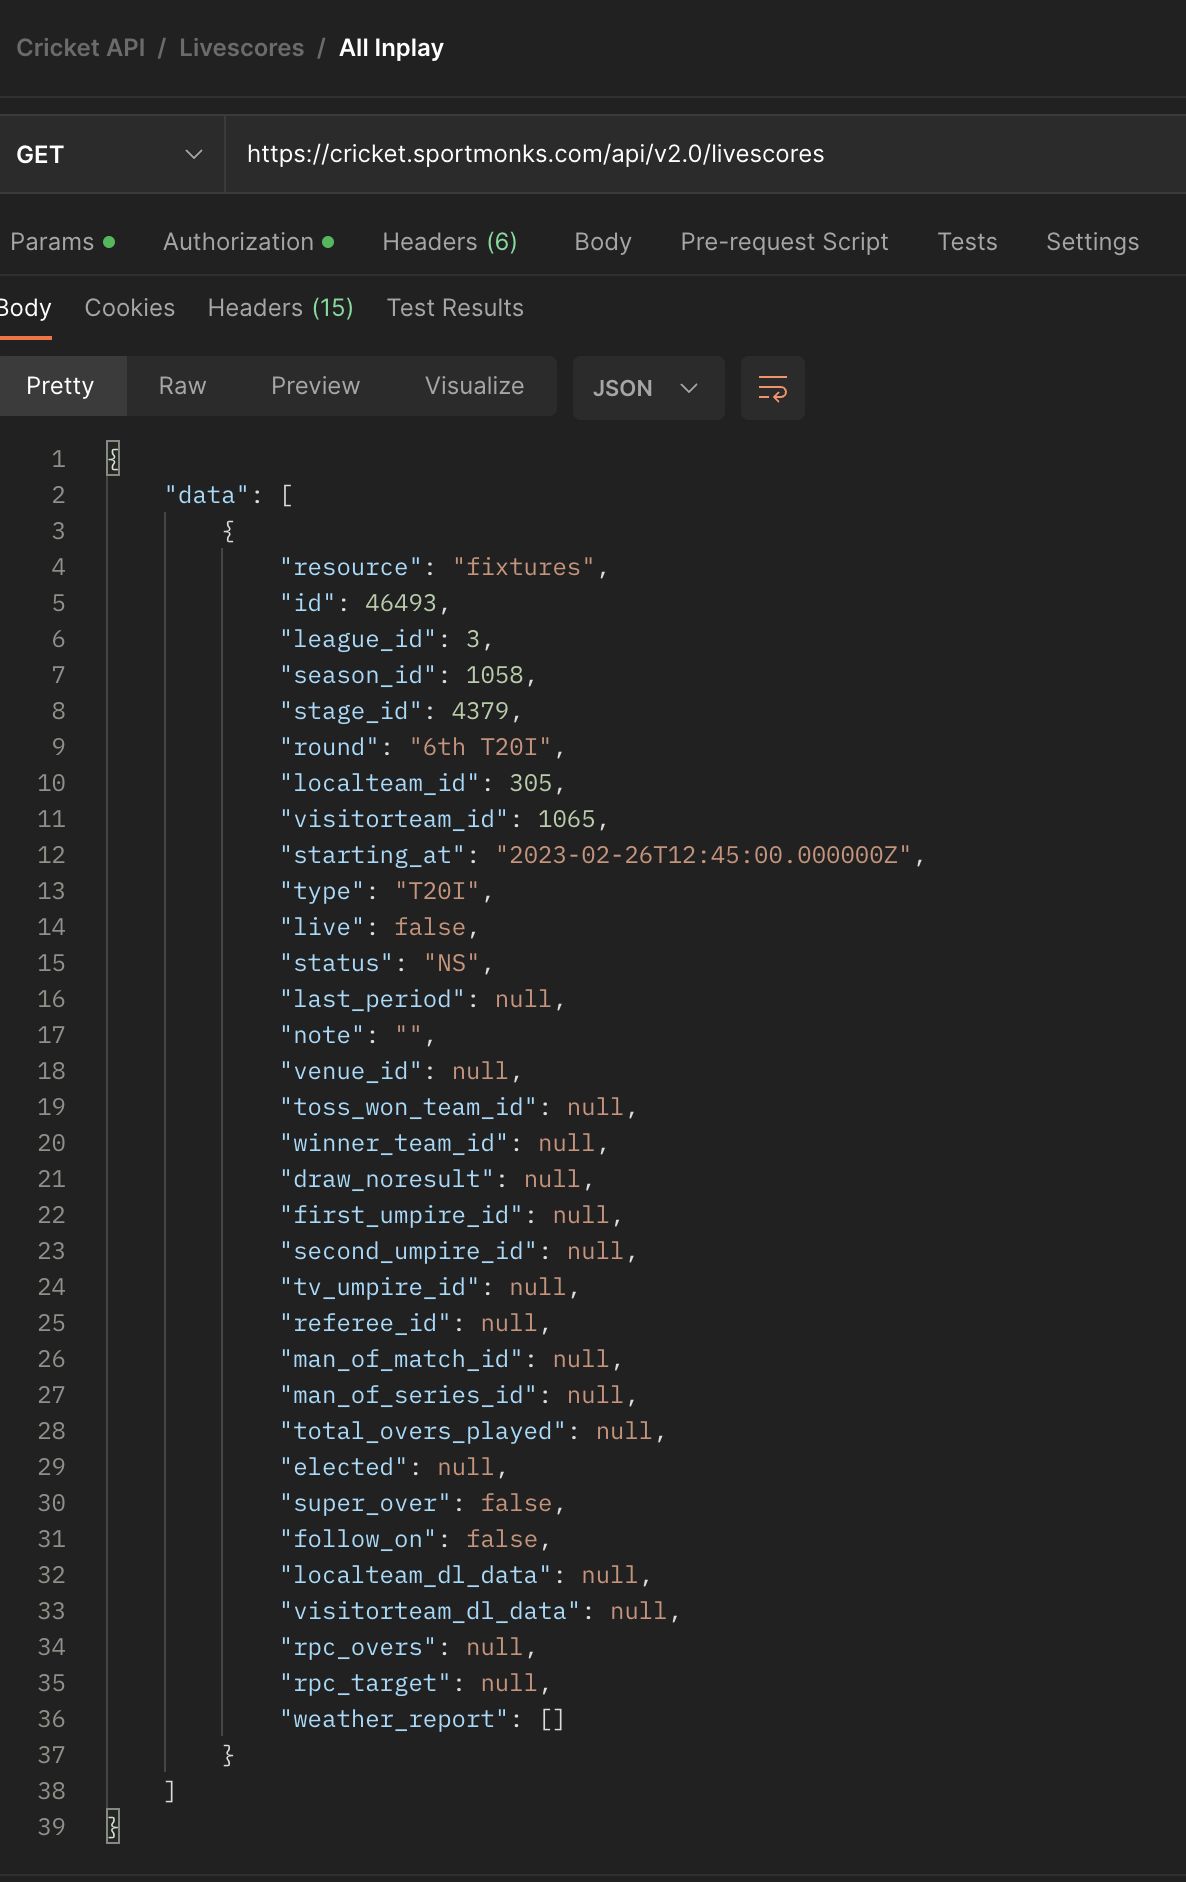 Cricket API / Livescores / All Inplay
GET https://cricket.sportmonks.com/api/v2.0/livescores
Params Authorization Headers (6) Body Pre-request Script Tests Settings
Body Cookies Headers (15) Test Results
Pretty Raw Preview Visualize JSON
1 {
2 "data": [
3 {
4 "resource": "fixtures",
5 "id": 46493,
6 "league_id": 3,
7 "season_id": 1058,
8 "stage_id": 4379,
9 "round": "6th T20I",
10 "localteam_id": 305,
11 "visitorteam_id": 1065,
12 "starting_at": "2023-02-26T12:45:00.000000Z",
13 "type": "T20I",
14 "live": false,
15 "status": "NS",
16 "last_period": null,
17 "note": "",
18 "venue_id": null,
19 "toss_won_team_id": null,
20 "winner_team_id": null,
21 "draw_noresult": null,
22 "first_umpire_id": null,
23 "second_umpire_id": null,
24 "tv_umpire_id": null,
25 "referee_id": null,
26 "man_of_match_id": null,
27 "man_of_series_id": null,
28 "total_overs_played": null,
29 "elected": null,
30 "super_over": false,
31 "follow_on": false,
32 "localteam_dl_data": null,
33 "visitorteam_dl_data": null,
34 "rpc_overs": null,
35 "rpc_target": null,
36 "weather_report": []
37 }
38 ]
39 }